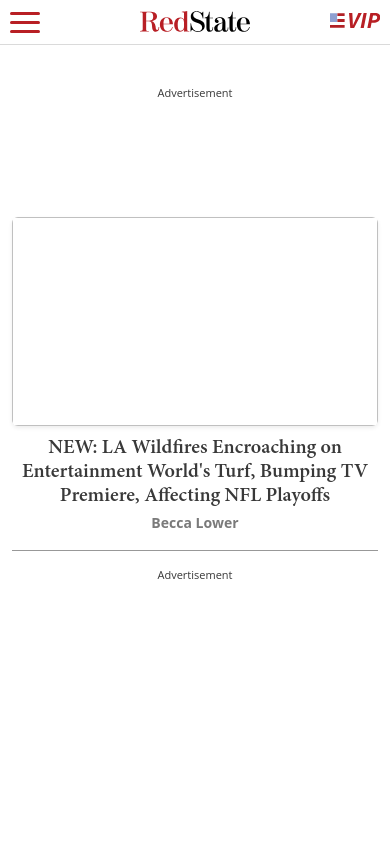 RedState
VIP
Advertisement
NEW: LA Wildfires Encroaching on
Entertainment World's Turf, Bumping TV
Premiere, Affecting NFL Playoffs
Becca Lower
Advertisement